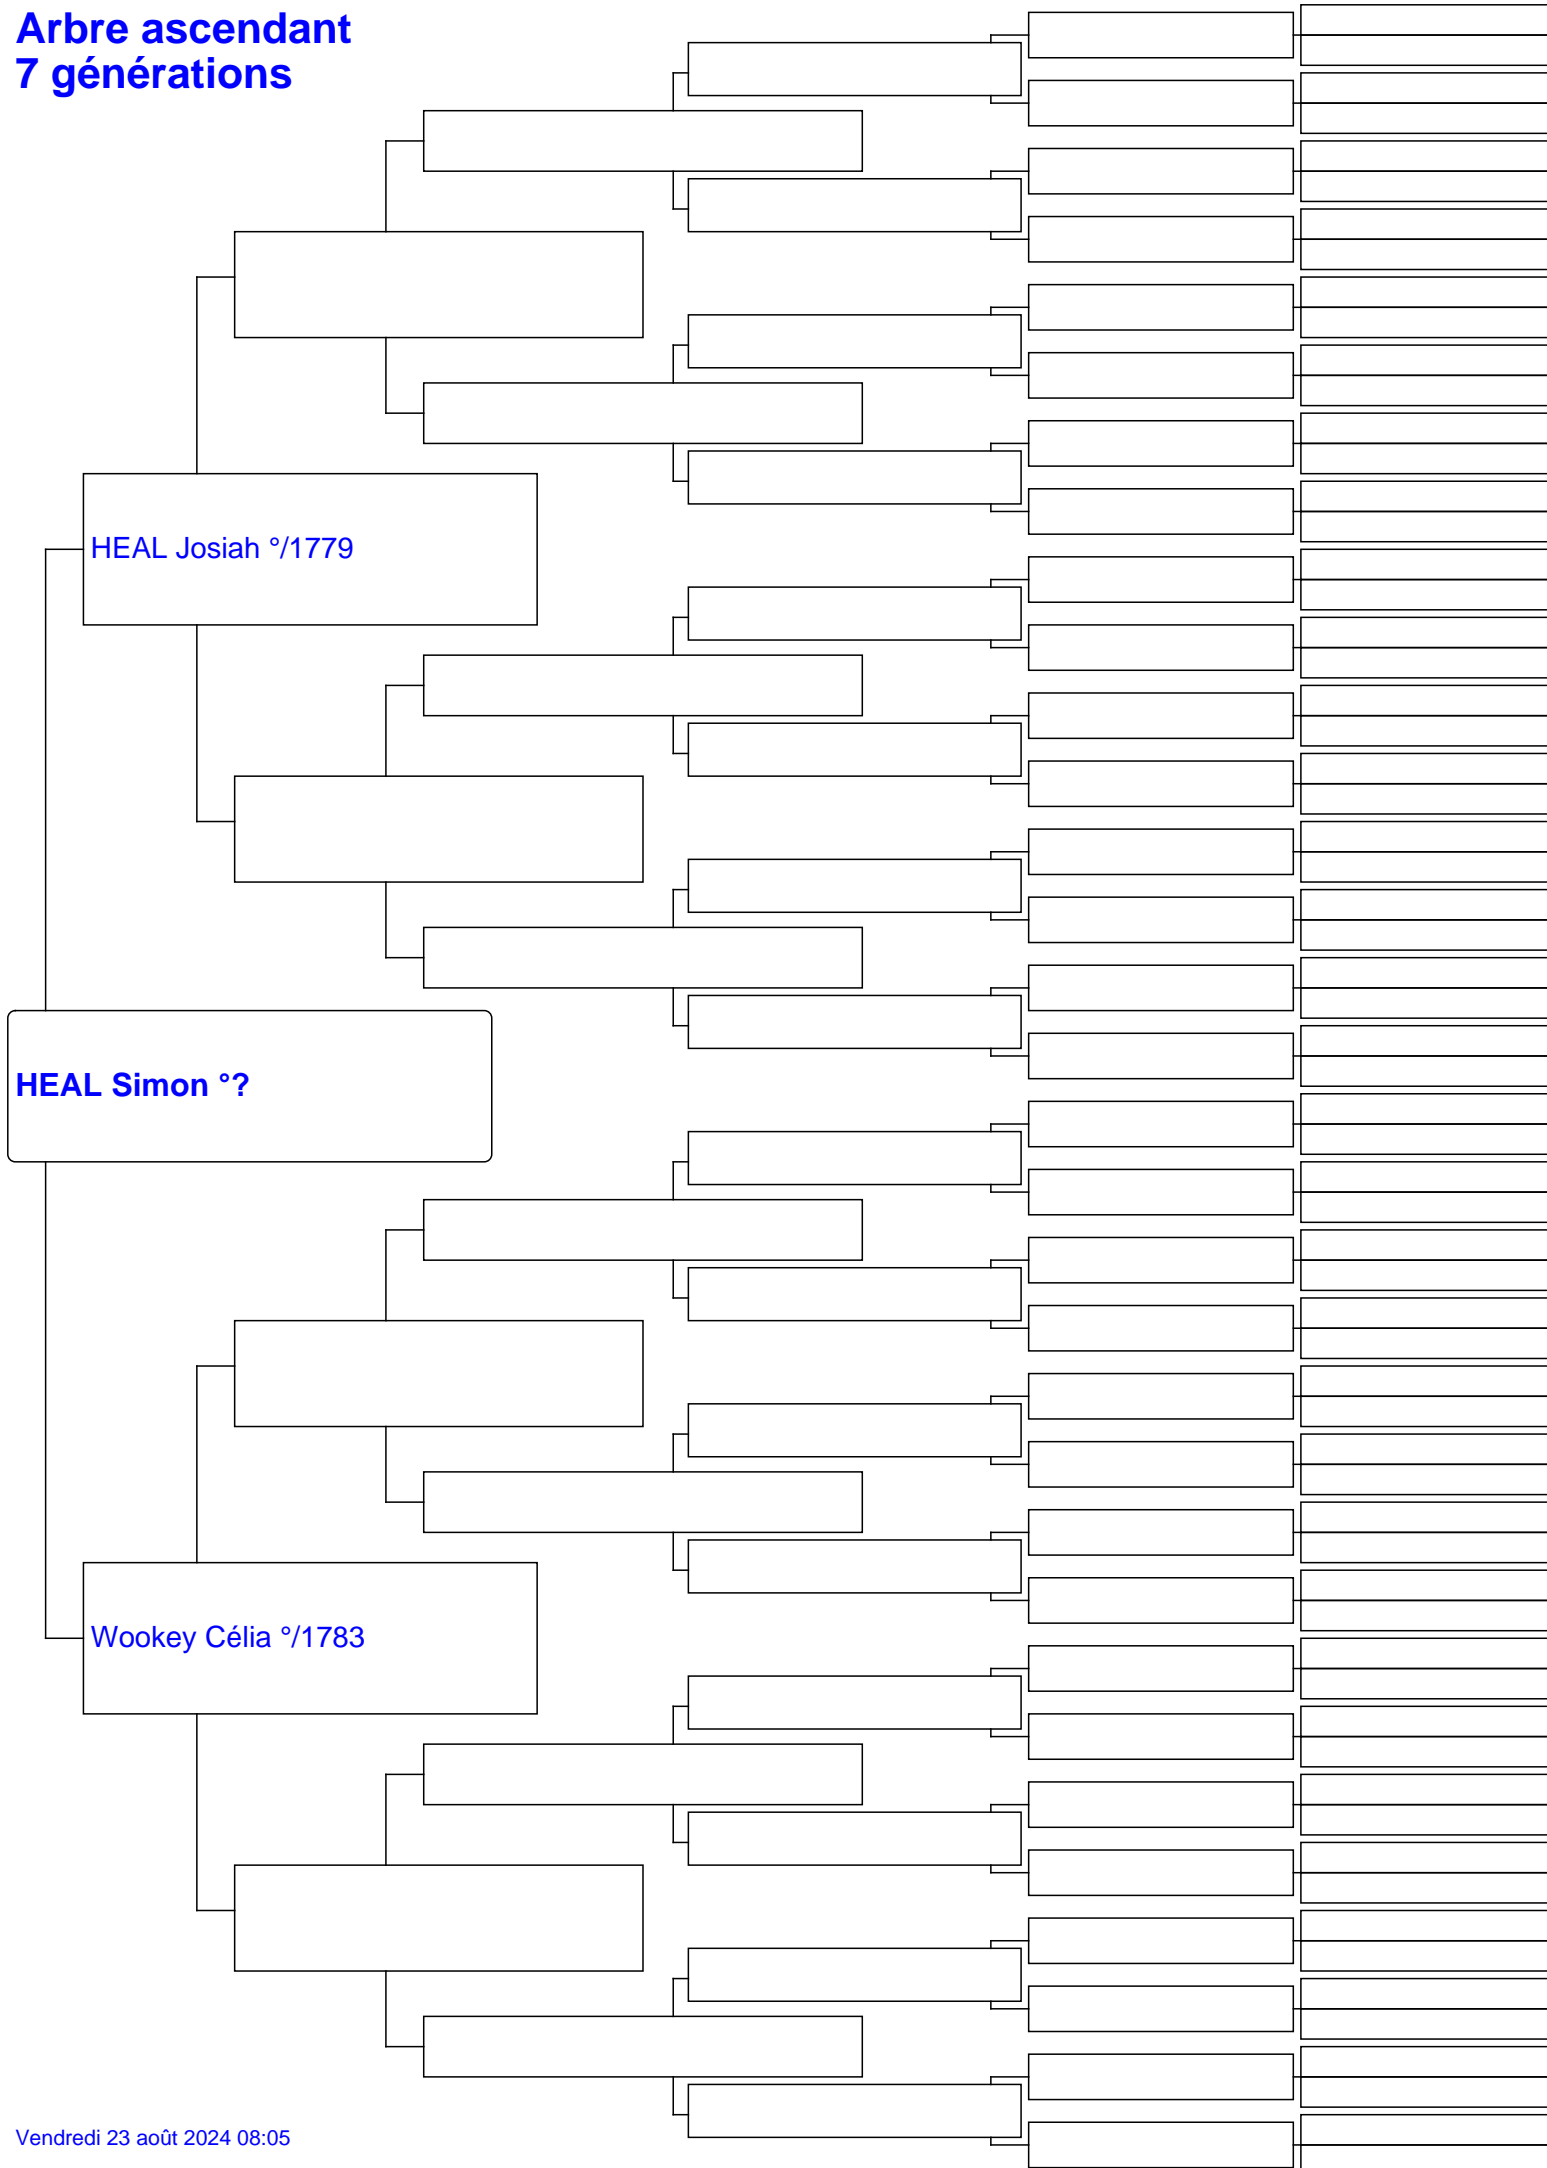 Arbre ascendant
7 générations
HEAL Josiah °/1779
HEAL Simon °?
Wookey Célia °/1783
Vendredi 23 août 2024 08:05